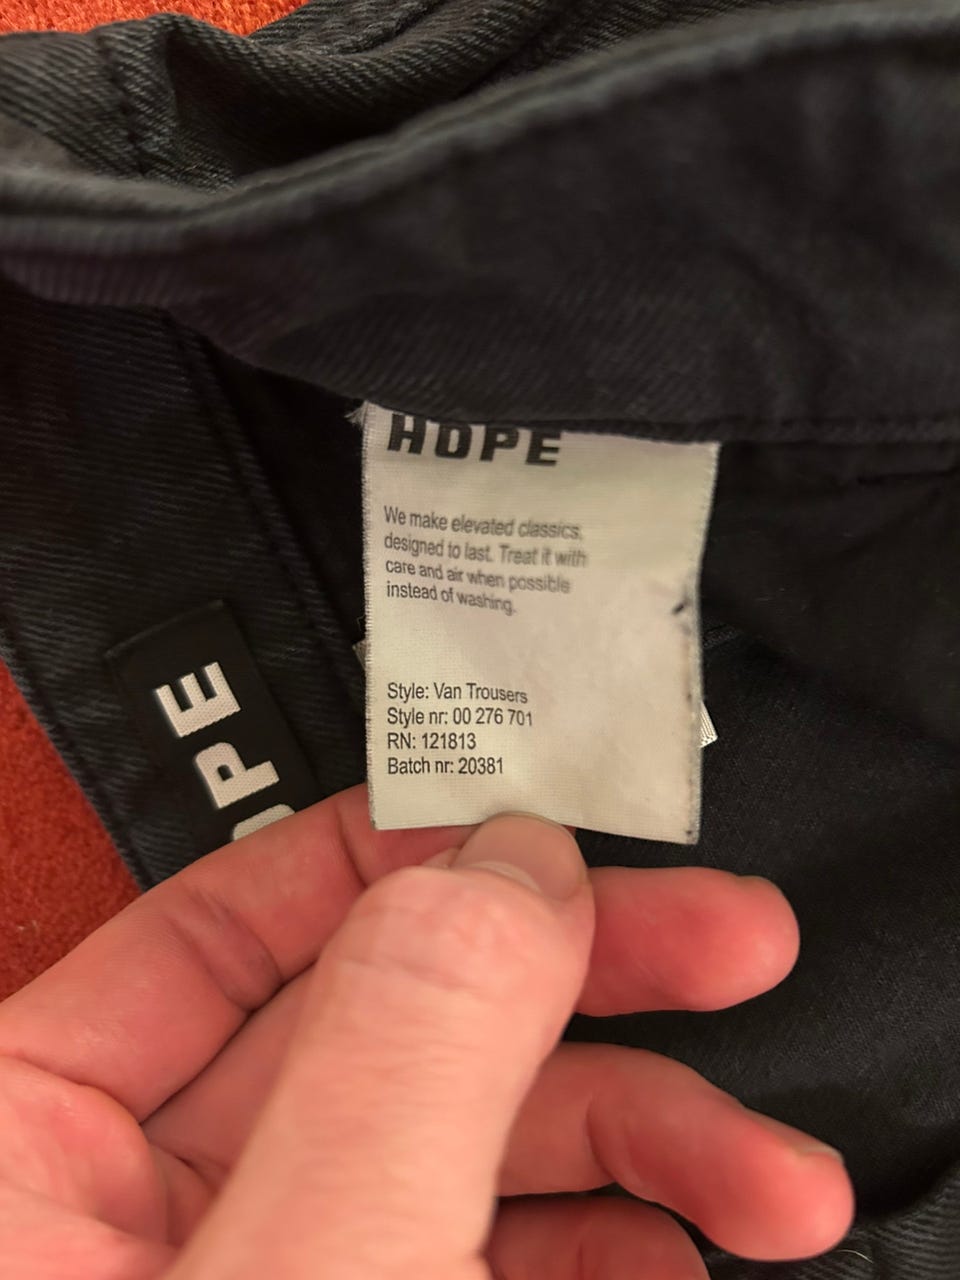 HOPE
We make elevated classics,
designed to last. Treat it with
care and air when possible
instead of washing.
Style: Van Trousers
Style nr: 00 276 701
RN: 121813
Batch nr: 20381
OPE